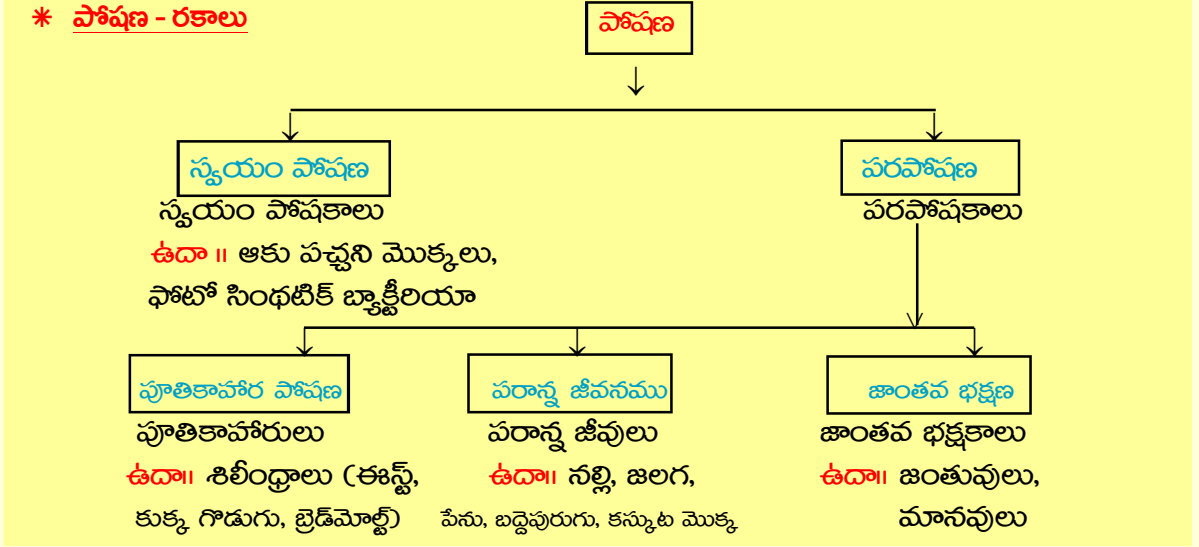 * పోషణ - రకాలు
పోషణ
స్వయం పోషణ
స్వయం పోషకాలు
ఉదా॥ ఆకు పచ్చని మొక్కలు,
ఫోటో సింథటిక్ బ్యాక్టీరియా
పరపోషణ
పరపోషకాలు
పూతికాహార పోషణ
పూతికాహారులు
ఉదా॥ శిలీంధ్రాలు (ఈస్ట్,
కుక్క గొడుగు, బ్రెడ్‌మోల్డ్)
పరాన్న జీవనము
పరాన్న జీవులు
ఉదా॥ నల్లి, జలగ,
పేను, బద్దెపురుగు, కస్కుట మొక్క
జాంతవ భక్షణ
జాంతవ భక్షకాలు
ఉదా॥ జంతువులు,
మానవులు